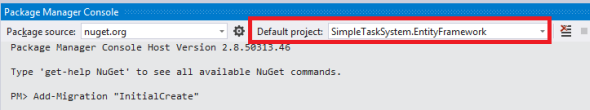 Package Manager Console
Package source: nuget.org Default project: SimpleTaskSystem.EntityFramework
Package Manager Console Host Version 2.8.50313.46
Type 'get-help NuGet' to see all available NuGet commands.
PM> Add-Migration "InitialCreate"